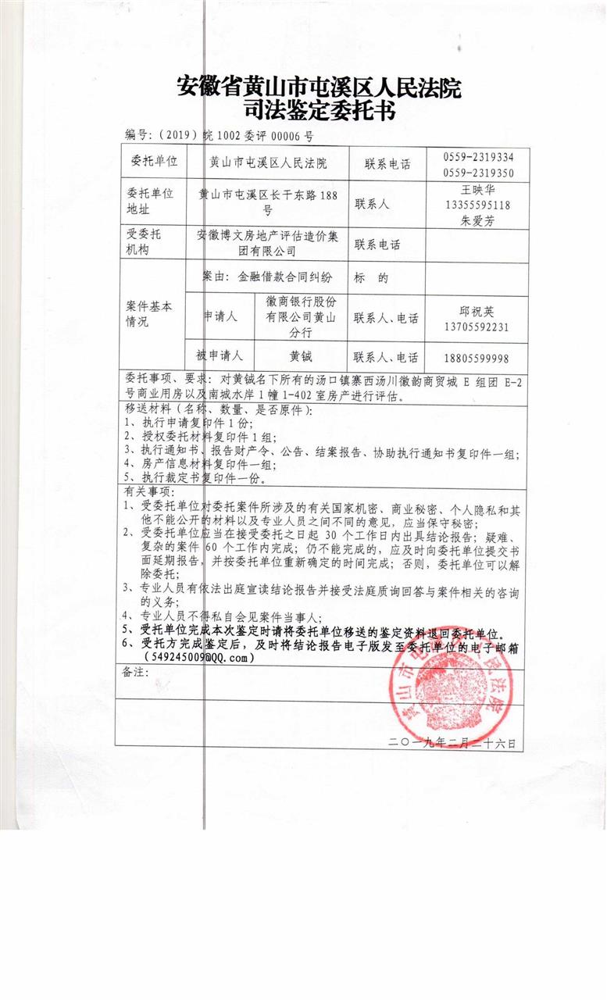 安徽省黄山市屯溪区人民法院
司法鉴定委托书
编号:（2019）皖 1002 委评 00006 号
委托单位
黄山市屯溪区人民法院
联系电话
0559-2319334
0559-2319350
委托单位
地址
黄山市屯溪区长干东路 188
号
联系人
王映华
13355595118
朱爱芳
受委托
机构
安徽博文房地产评估造价集
团有限公司
联系电话
案件基本
情况
案由: 金融借款合同纠纷
标 的
申请人
徽商银行股份
有限公司黄山
分行
联系人、电话
邱祝英
13705592231
被申请人
黄铖
联系人、电话
18805599998
委托事项、要求: 对黄铖名下所有的汤口镇寨西汤川徽韵商贸城 E 组团 E-2
号商业用房以及南城水岸 1 幢 1-402 室房产进行评估。
移送材料（名称、数量、是否原件）:
1、执行申请复印件 1 份;
2、授权委托材料复印件 1 组;
3、执行通知书、报告财产令、公告、结案报告、协助执行通知书复印件一组;
4、房产信息材料复印件一组;
5、执行裁定书复印件一份。
有关事项:
1、受委托单位对委托案件所涉及的有关国家机密、商业秘密、个人隐私和其
他不能公开的材料以及专业人员之间不同的意见，应当保守秘密;
2、受委托单位应当在接受委托之日起 30 个工作日内出具结论报告; 疑难、
复杂的案件 60 个工作内完成; 仍不能完成的，应及时向委托单位提交书
面延期报告，并按委托单位重新确定的时间完成; 否则，委托单位可以解
除委托;
3、专业人员有依法出庭宣读结论报告并接受法庭质询回答与案件相关的咨询
的义务;
4、专业人员不得私自会见案件当事人;
5、受托单位完成本次鉴定时请将委托单位移送的鉴定资料退回委托单位。
6、受托方完成鉴定后，及时将结论报告电子版发至委托单位的电子邮箱
（549245009@QQ.com）
备注:
黄山市屯溪区人民法院
二〇一九年二月二十六日